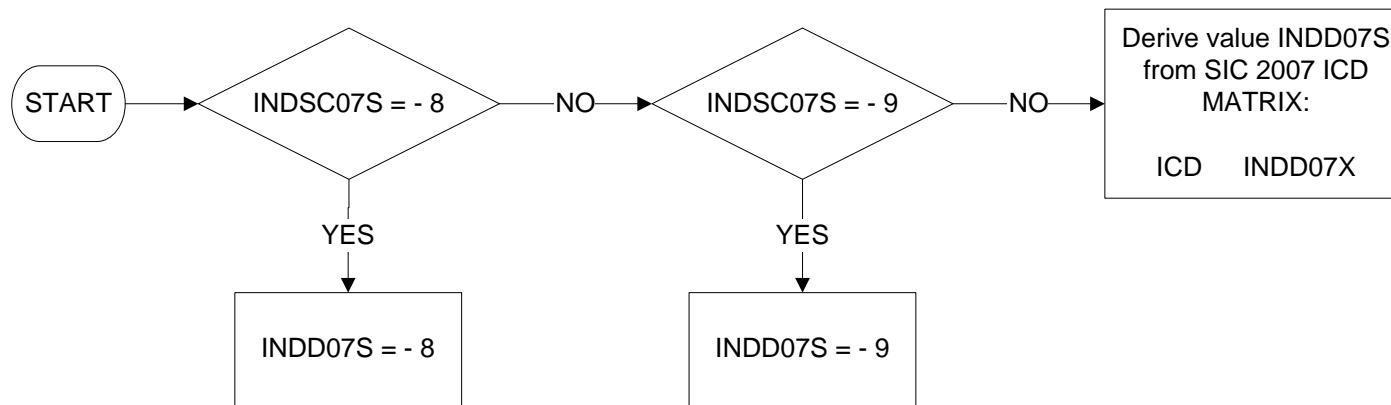 START
INDSC07S = - 8
NO
INDSC07S = - 9
NO
Derive value INDD07S
from SIC 2007 ICD
MATRIX:
ICD INDD07X
YES
YES
INDD07S = - 8
INDD07S = - 9